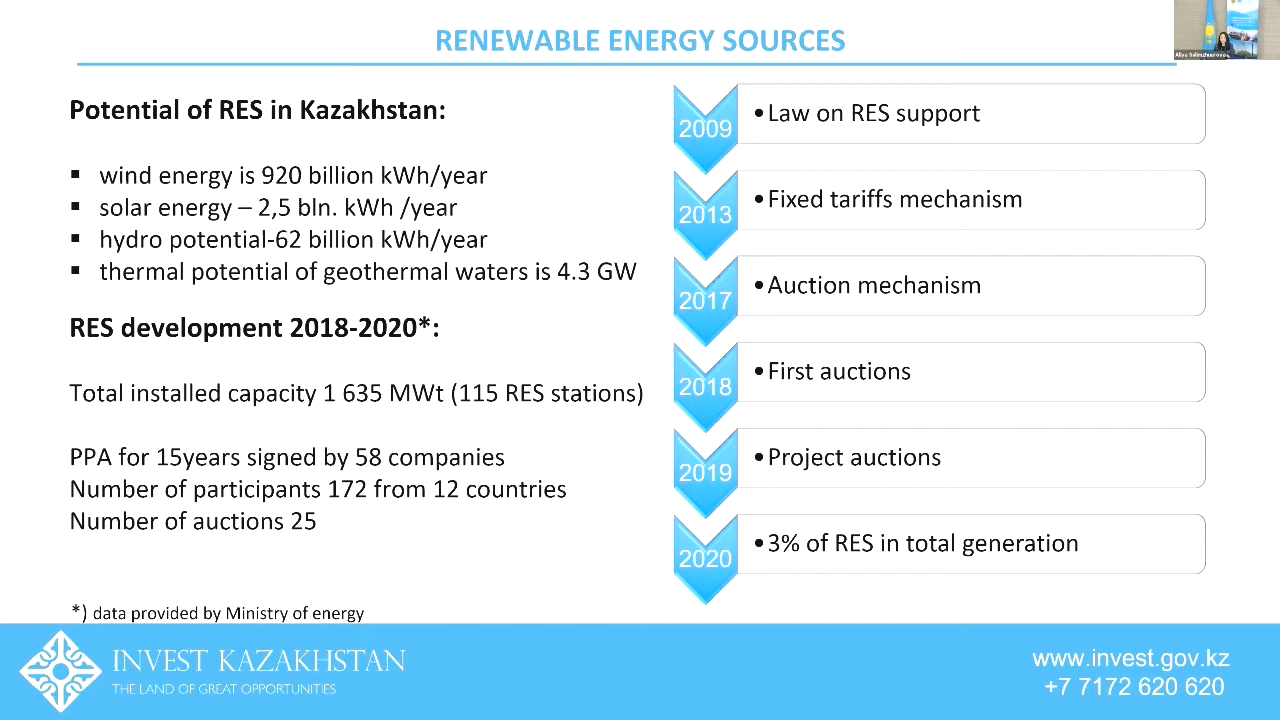 RENEWABLE ENERGY SOURCES
Potential of RES in Kazakhstan:
▪ wind energy is 920 billion kWh/year
▪ solar energy – 2,5 bln. kWh /year
▪ hydro potential-62 billion kWh/year
▪ thermal potential of geothermal waters is 4.3 GW
RES development 2018-2020*:
Total installed capacity 1 635 MWt (115 RES stations)
PPA for 15years signed by 58 companies
Number of participants 172 from 12 countries
Number of auctions 25
*) data provided by Ministry of energy
2009 •Law on RES support
2013 •Fixed tariffs mechanism
2017 •Auction mechanism
2018 •First auctions
2019 •Project auctions
2020 •3% of RES in total generation
INVEST KAZAKHSTAN
THE LAND OF GREAT OPPORTUNITIES
www.invest.gov.kz
+7 7172 620 620